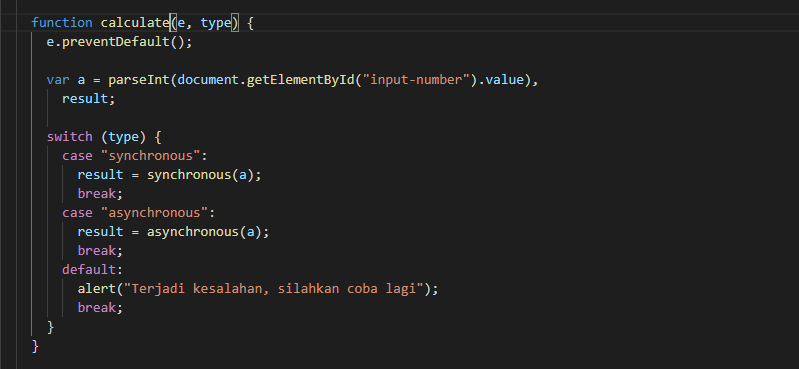 function calculate(e, type) {
e.preventDefault();
var a = parseInt(document.getElementById("input-number").value),
result;
switch (type) {
case "synchronous":
result = synchronous(a);
break;
case "asynchronous":
result = asynchronous(a);
break;
default:
alert("Terjadi kesalahan, silahkan coba lagi");
break;
}
}